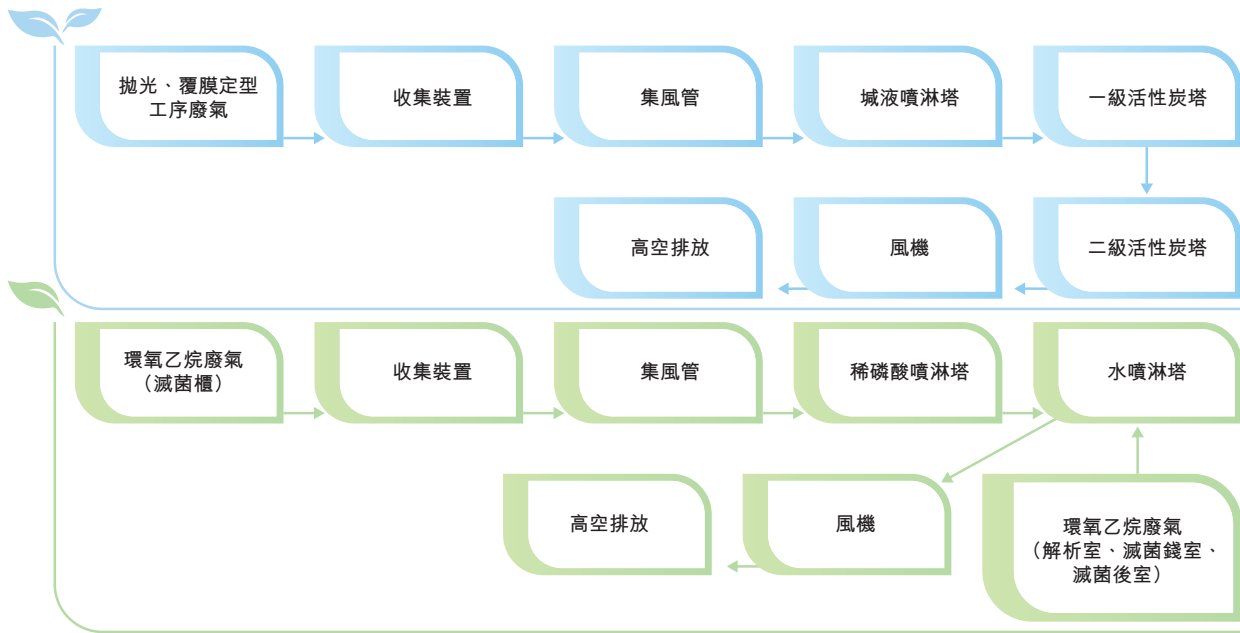 拋光、覆膜定型
工序廢氣
收集裝置
集風管
堿液噴淋塔
一級活性炭塔
高空排放
風機
二級活性炭塔
環氧乙烷廢氣
（滅菌櫃）
收集裝置
集風管
稀磷酸噴淋塔
水噴淋塔
高空排放
風機
環氧乙烷廢氣
（解析室、滅菌錢室、
滅菌後室）